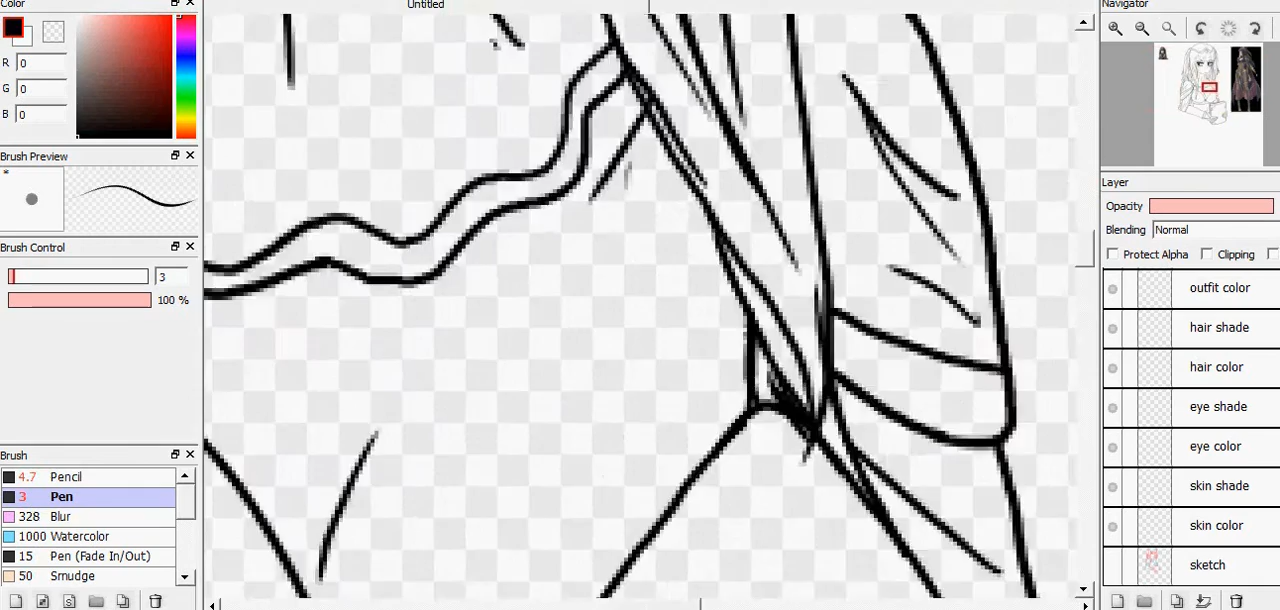 Color
Untitled
Navigator
R 0
G 0
B 0
Brush Preview
*
Brush Control
3
100 %
Brush
4.7 Pencil
3 Pen
328 Blur
1000 Watercolor
15 Pen (Fade In/Out)
50 Smudge
Layer
Opacity
Blending Normal
Protect Alpha Clipping
outfit color
hair shade
hair color
eye shade
eye color
skin shade
skin color
sketch